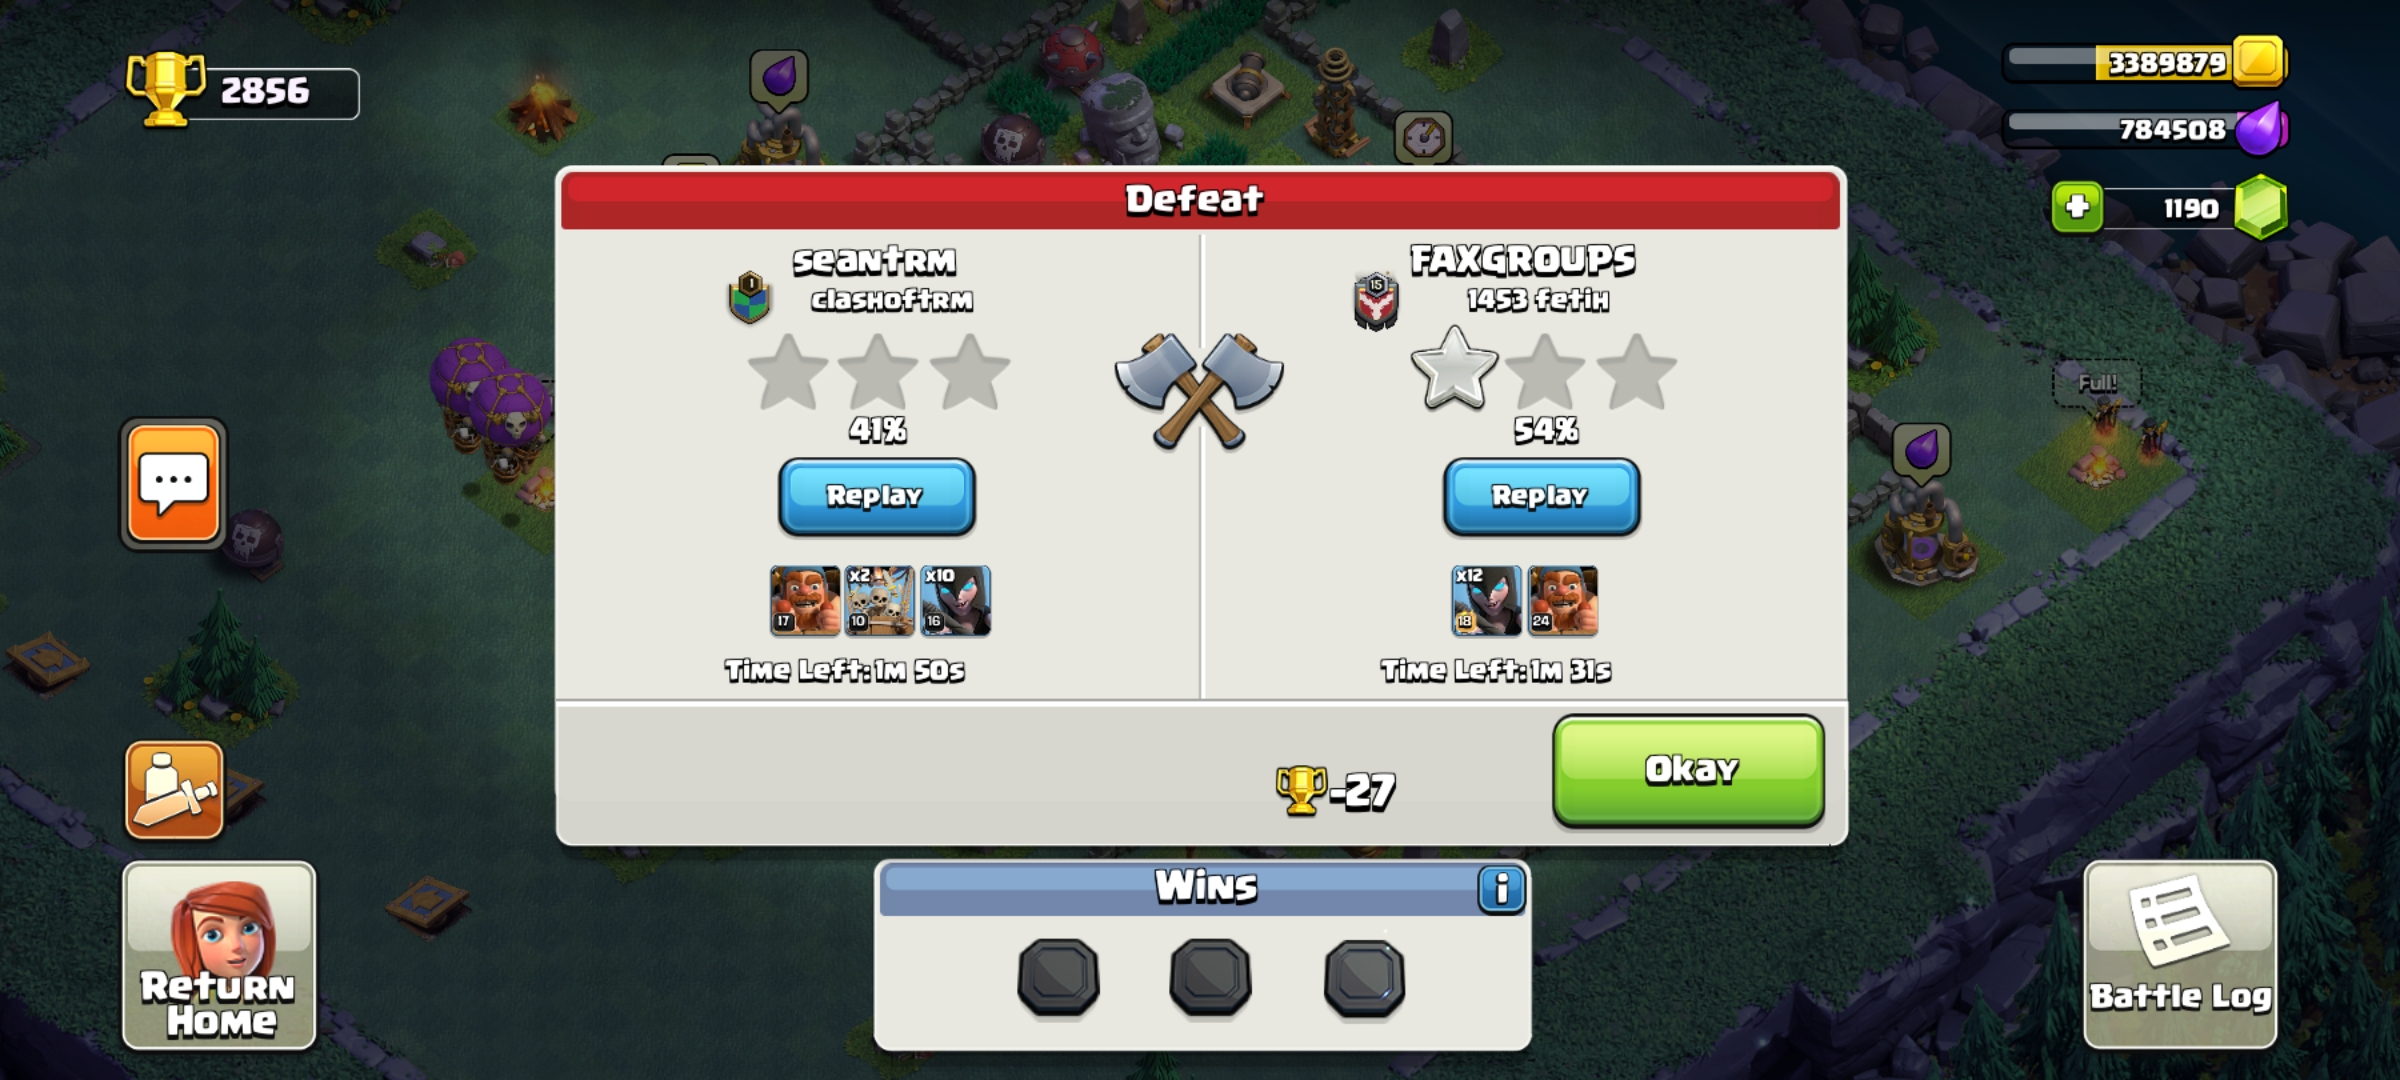 2856
3389879
784508
1190
Defeat
seantrm
1
clashoftrm
41%
Replay
17
x2
10
x10
16
Time Left:1m 50s
FAXGROUPS
15
1453 fetih
54%
Replay
x12
18
24
Time Left:1m 31s
Full!
-27
Okay
Wins
i
Return
Home
Battle Log